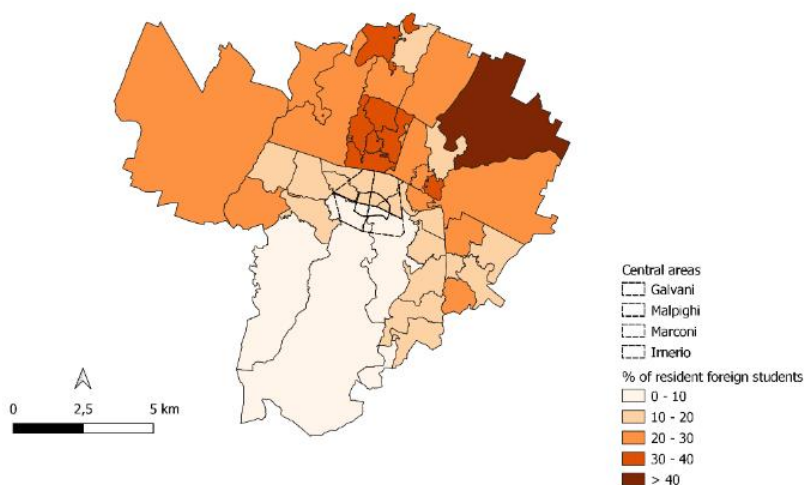 Central areas
Galvani
Malpighi
Marconi
Irnerio
% of resident foreign students
0 - 10
10 - 20
20 - 30
30 - 40
> 40
0 2,5 5 km